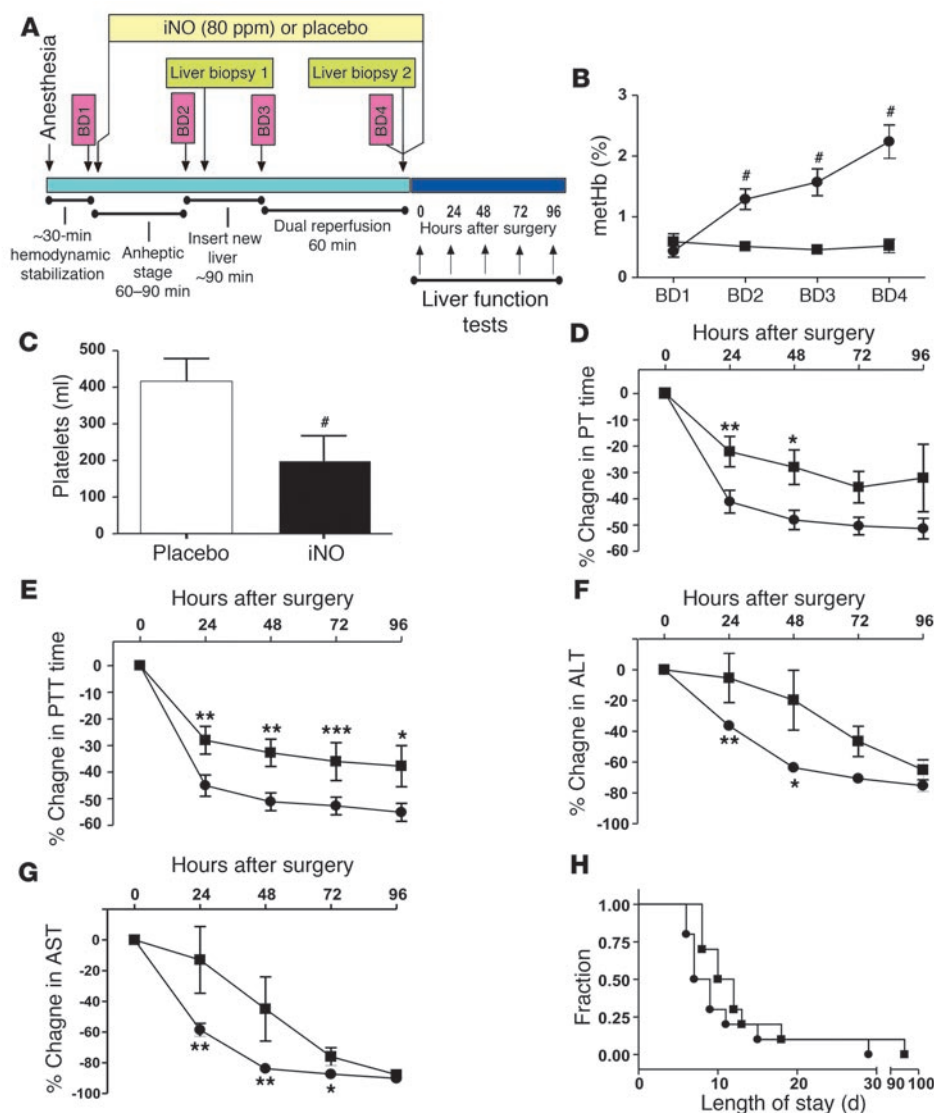 A
iNO (80 ppm) or placebo
Anesthesia
Liver biopsy 1
Liver biopsy 2
BD1
BD2
BD3
BD4
~30-min
hemodynamic
stabilization
Anheptic
stage
60–90 min
Insert new
liver
~90 min
Dual reperfusion
60 min
0 24 48 72 96
Hours after surgery
Liver function
tests
B
metHb (%)
3
2
1
0
#
#
#
BD1 BD2 BD3 BD4
C
Platelets (ml)
500
400
300
200
100
0
#
Placebo iNO
D
Hours after surgery
0 24 48 72 96
% Chagne in PT time
0
-10
-20
-30
-40
-50
-60
**
*
E
Hours after surgery
0 24 48 72 96
% Chagne in PTT time
0
-10
-20
-30
-40
-50
-60
** ** *** *
F
Hours after surgery
0 24 48 72 96
% Chagne in ALT
0
-20
-40
-60
-80
-100
**
*
G
Hours after surgery
0 24 48 72 96
% Chagne in AST
0
-20
-40
-60
-80
-100
**
**
*
H
Fraction
1.00
0.75
0.50
0.25
0.00
0 10 20 30 90 100
Length of stay (d)